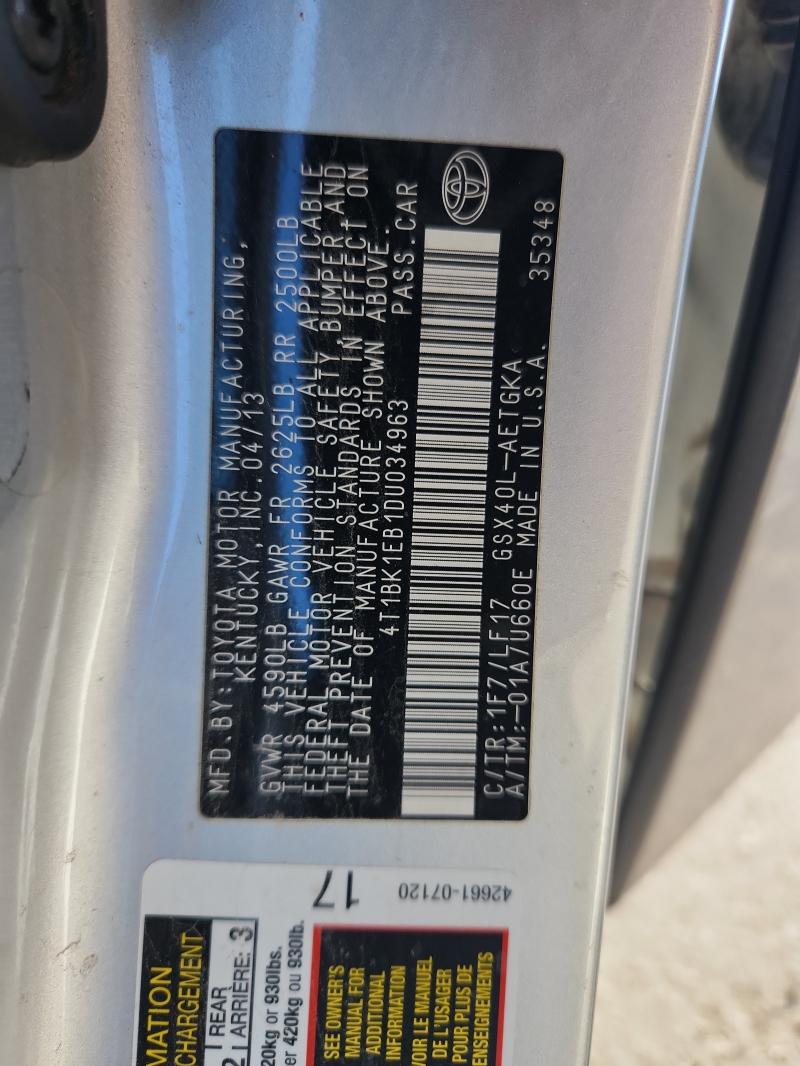 MFD.BY:TOYOTA MOTOR MANUFACTURING,
KENTUCKY, INC.04/13
GVWR 4590LB GAWR FR 2625LB RR 2500LB
THIS VEHICLE CONFORMS TO ALL APPLICABLE
FEDERAL MOTOR VEHICLE SAFETY,BUMPER,AND
THEFT PREVENTION STANDARDS IN EFFECT ON
THE DATE OF MANUFACTURE SHOWN ABOVE.
4T1BK1EB1DU034963 PASS.CAR
C/TR:1F7/LF17 GSX40L-AETGKA
A/TM:-01A/U660E MADE IN U.S.A. 35348
17
42661-07120
MATION
CHARGEMENT
2 REAR 3
ARRIÈRE:
20kg or 930lbs.
er 420kg ou 930lb.
SEE OWNER'S
MANUAL FOR
ADDITIONAL
INFORMATION
VOIR LE MANUEL
DE L'USAGER
POUR PLUS DE
ENSEIGNEMENTS